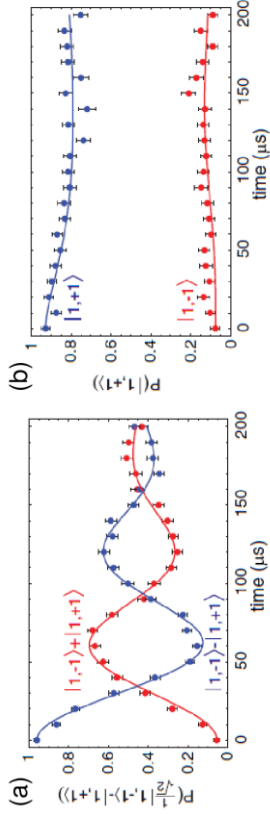 (a)
P(1/√2|1,-1⟩-|1,+1⟩)
1
0.8
0.6
0.4
0.2
0
|1,-1⟩+|1,+1⟩
|1,-1⟩-|1,+1⟩
0 50 100 150 200
time (μs)
(b)
P(|1,+1⟩)
1
0.8
0.6
0.4
0.2
0
|1,+1⟩
|1,-1⟩
0 50 100 150 200
time (μs)